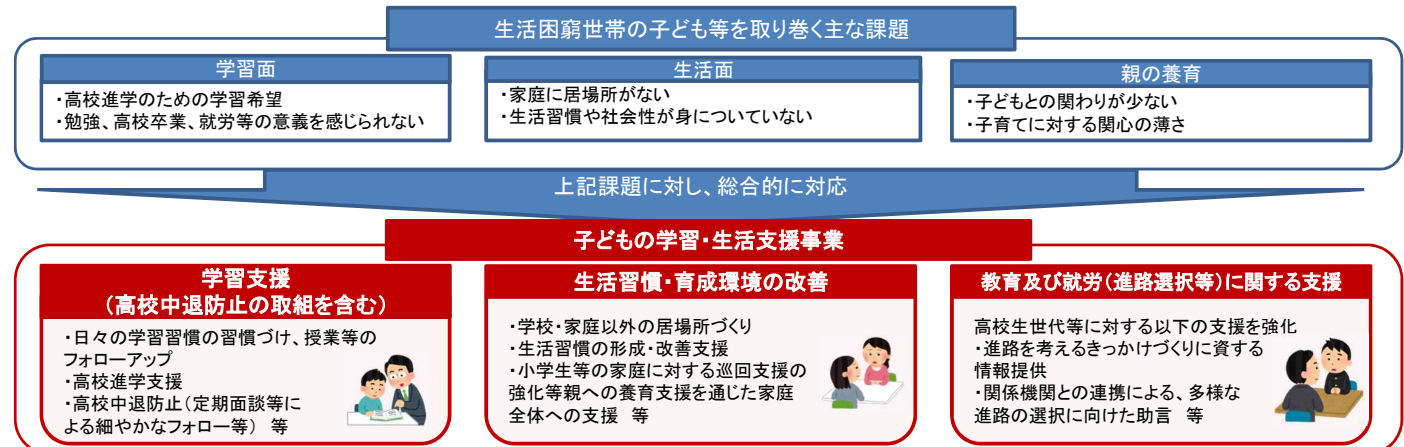 生活困窮世帯の子ども等を取り巻く主な課題
学習面
・高校進学のための学習希望
・勉強、高校卒業、就労等の意義を感じられない
生活面
・家庭に居場所がない
・生活習慣や社会性が身についていない
親の養育
・子どもとの関わりが少ない
・子育てに対する関心の薄さ
上記課題に対し、総合的に対応
子どもの学習・生活支援事業
学習支援
（高校中退防止の取組を含む）
・日々の学習習慣の習慣づけ、授業等の
フォローアップ
・高校進学支援
・高校中退防止（定期面談等に
よる細やかなフォロー等） 等
生活習慣・育成環境の改善
・学校・家庭以外の居場所づくり
・生活習慣の形成・改善支援
・小学生等の家庭に対する巡回支援の
強化等親への養育支援を通じた家庭
全体への支援 等
教育及び就労（進路選択等）に関する支援
高校生世代等に対する以下の支援を強化
・進路を考えるきっかけづくりに資する
情報提供
・関係機関との連携による、多様な
進路の選択に向けた助言 等